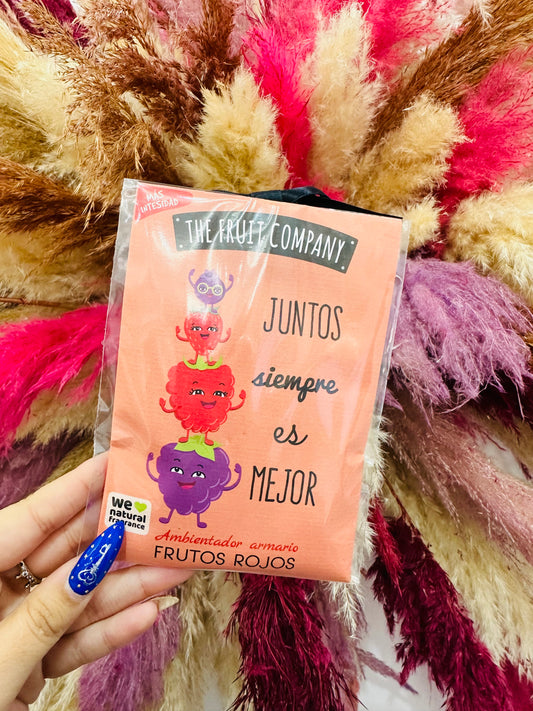 MAS
INTESIDAD
THE FRUIT COMPANY
JUNTOS
siempre
es
MEJOR
We
natural
fragrance
Ambientador armario
FRUTOS ROJOS